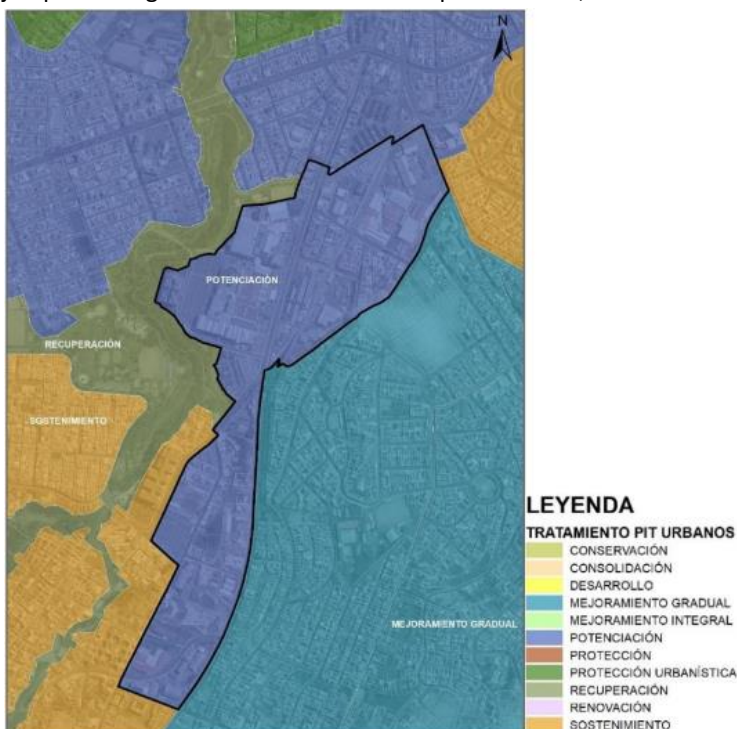 N
POTENCIACIÓN
RECUPERACIÓN
SOSTENIMIENTO
MEJORAMIENTO GRADUAL
LEYENDA
TRATAMIENTO PIT URBANOS
CONSERVACIÓN
CONSOLIDACIÓN
DESARROLLO
MEJORAMIENTO GRADUAL
MEJORAMIENTO INTEGRAL
POTENCIACIÓN
PROTECCIÓN
PROTECCIÓN URBANÍSTICA
RECUPERACIÓN
RENOVACIÓN
SOSTENIMIENTO